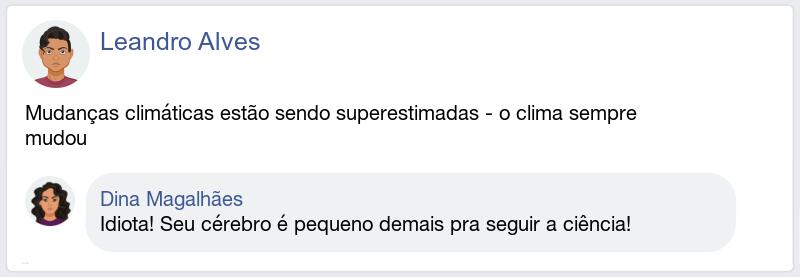 Leandro Alves
Mudanças climáticas estão sendo superestimadas - o clima sempre
mudou
Dina Magalhães
Idiota! Seu cérebro é pequeno demais pra seguir a ciência!